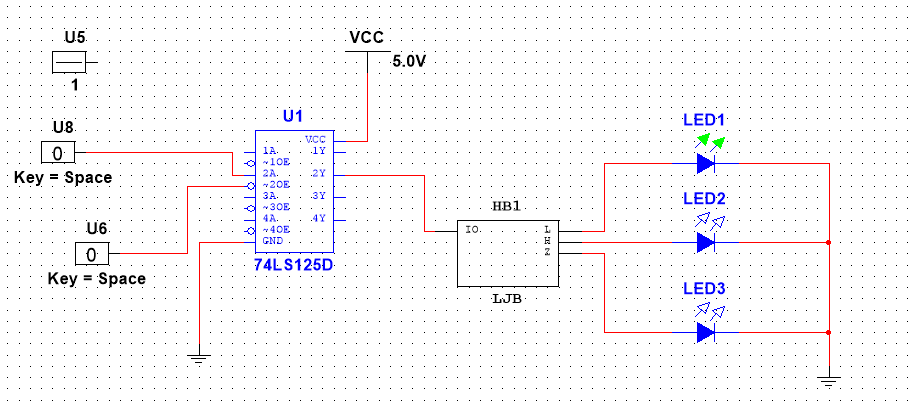 U5
1
U8
0
Key = Space
U6
0
Key = Space
VCC
5.0V
U1
VCC
1A 1Y
~1OE
2A 2Y
~2OE
3A 3Y
~3OE
4A 4Y
~4OE
GND
74LS125D
HB1
IO L
H
Z
LJB
LED1
LED2
LED3